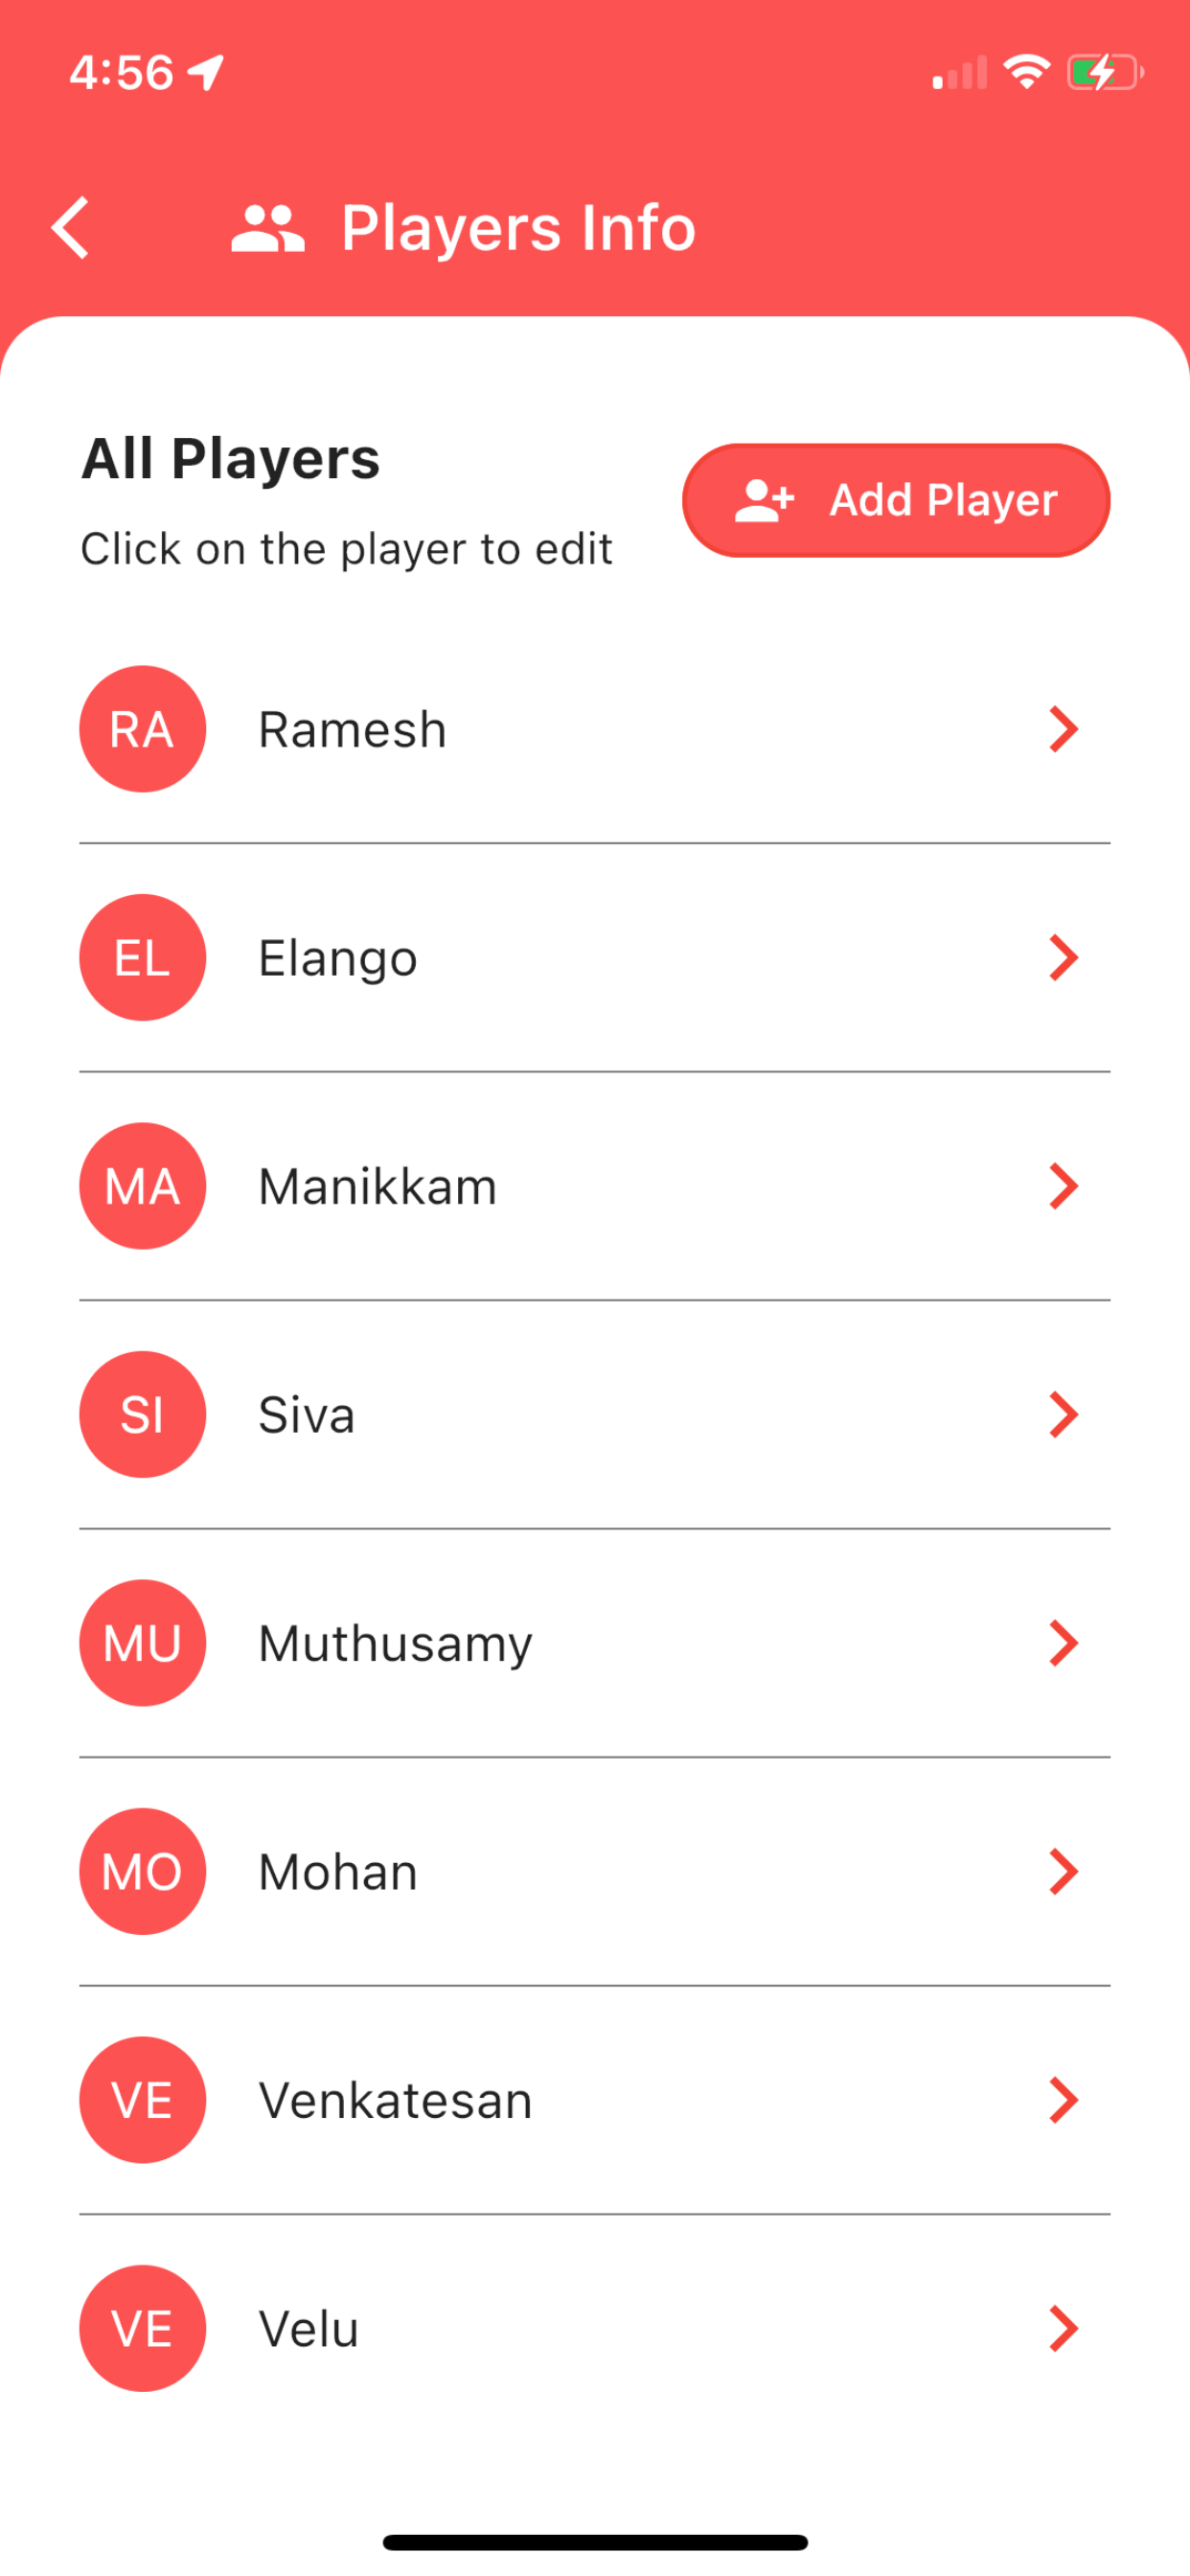 4:56
Players Info
All Players
Add Player
Click on the player to edit
RA Ramesh
EL Elango
MA Manikkam
SI Siva
MU Muthusamy
MO Mohan
VE Venkatesan
VE Velu